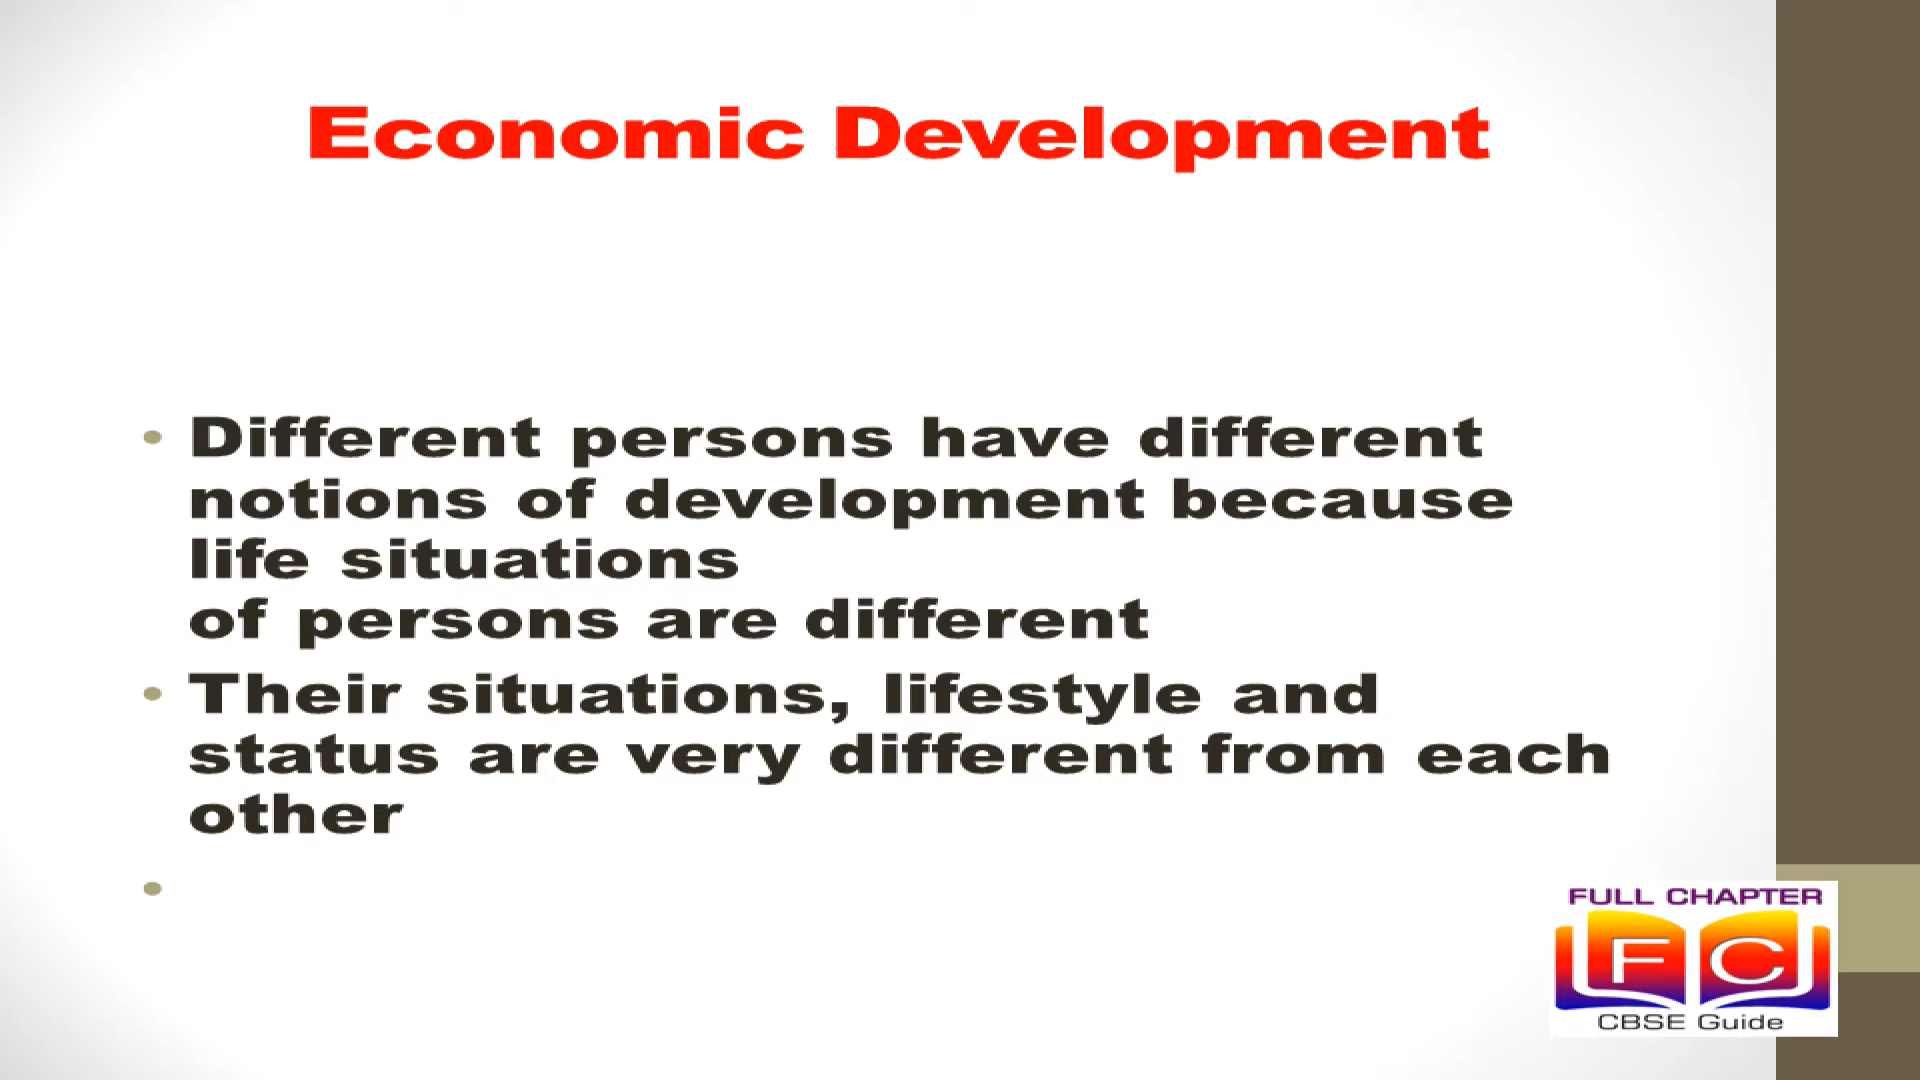 Economic Development
• Different persons have different
notions of development because
life situations
of persons are different
• Their situations, lifestyle and
status are very different from each
other
•
FULL CHAPTER
FC
CBSE Guide